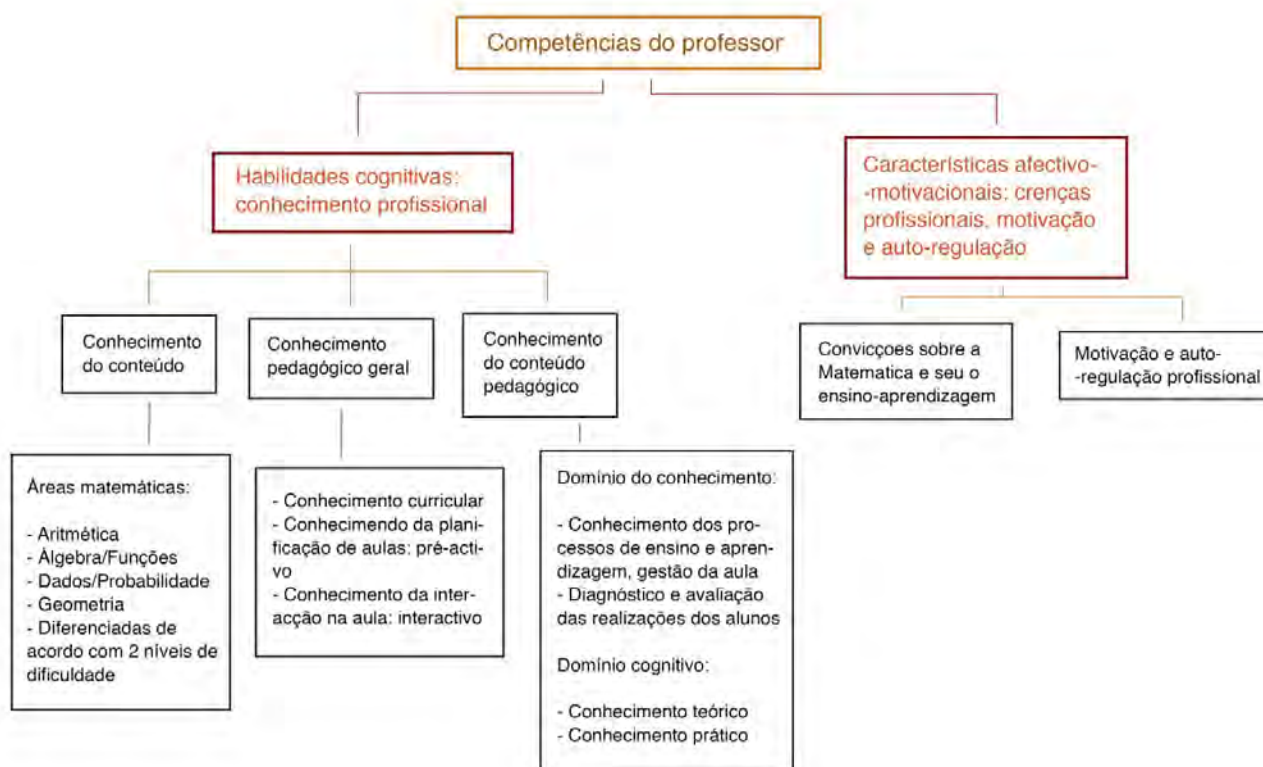 Competências do professor
Habilidades cognitivas:
conhecimento profissional
Características afectivo-
-motivacionais: crenças
profissionais, motivação
e auto-regulação
Conhecimento
do conteúdo
Conhecimento
pedagógico geral
Conhecimento
do conteúdo
pedagógico
Convicçoes sobre a
Matematica e seu o
ensino-aprendizagem
Motivação e auto-
-regulação profissional
Áreas matemáticas:
- Aritmética
- Álgebra/Funções
- Dados/Probabilidade
- Geometria
- Diferenciadas de
acordo com 2 níveis de
dificuldade
- Conhecimento curricular
- Conhecimendo da plani-
ficação de aulas: pré-acti-
vo
- Conhecimento da inter-
acção na aula: interactivo
Domínio do conhecimento:
- Conhecimento dos pro-
cessos de ensino e apren-
dizagem, gestão da aula
- Diagnóstico e avaliação
das realizações dos alunos
Domínio cognitivo:
- Conhecimento teórico
- Conhecimento prático